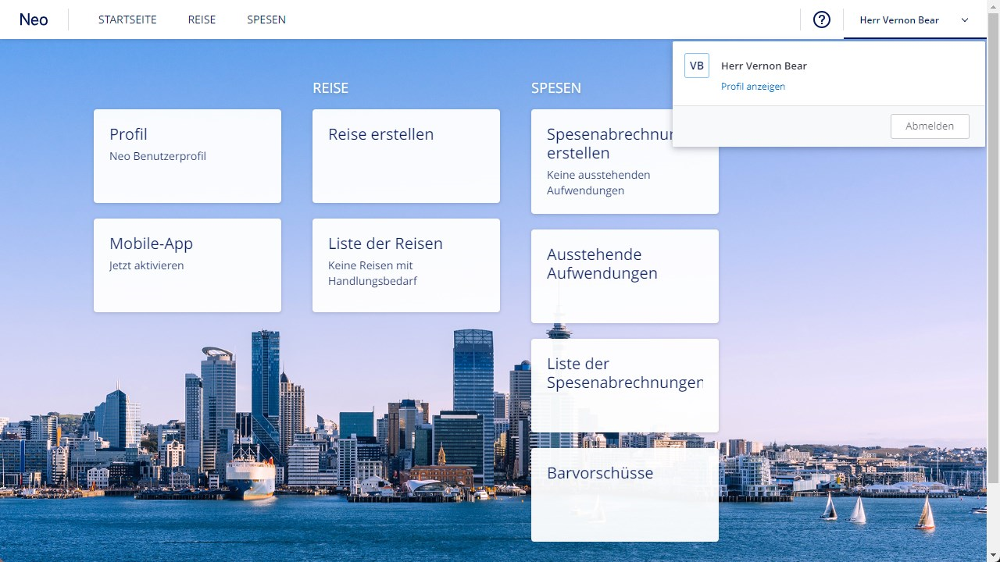 Neo
STARTSEITE
REISE
SPESEN
Herr Vernon Bear
VB
Herr Vernon Bear
Profil anzeigen
Abmelden
Profil
Neo Benutzerprofil
Mobile-App
Jetzt aktivieren
REISE
Reise erstellen
Liste der Reisen
Keine Reisen mit
Handlungsbedarf
SPESEN
Spesenabrechnun
erstellen
Keine ausstehenden
Aufwendungen
Ausstehende
Aufwendungen
Liste der
Spesenabrechnungen
Barvorschüsse